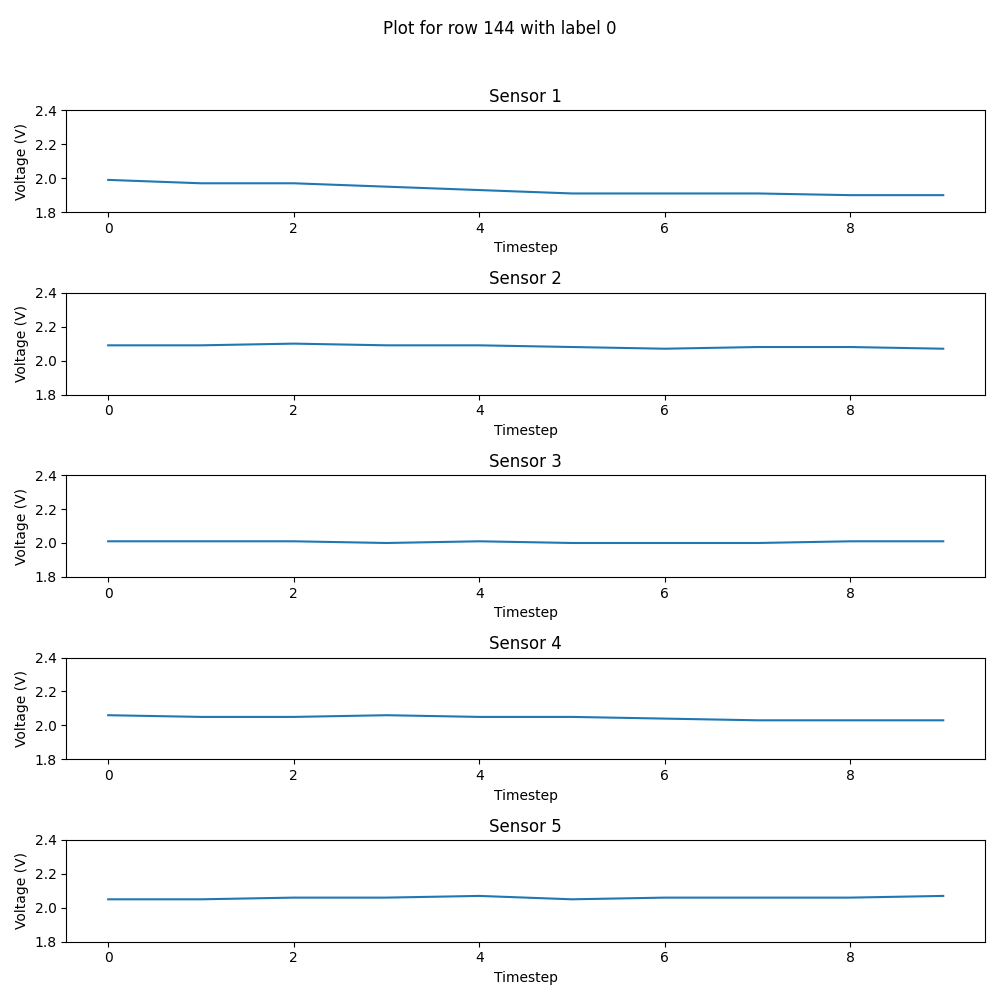 Plot for row 144 with label 0
Sensor 1
2.4
2.2
2.0
1.8
Voltage (V)
0 2 4 6 8
Timestep
Sensor 2
2.4
2.2
2.0
1.8
Voltage (V)
0 2 4 6 8
Timestep
Sensor 3
2.4
2.2
2.0
1.8
Voltage (V)
0 2 4 6 8
Timestep
Sensor 4
2.4
2.2
2.0
1.8
Voltage (V)
0 2 4 6 8
Timestep
Sensor 5
2.4
2.2
2.0
1.8
Voltage (V)
0 2 4 6 8
Timestep